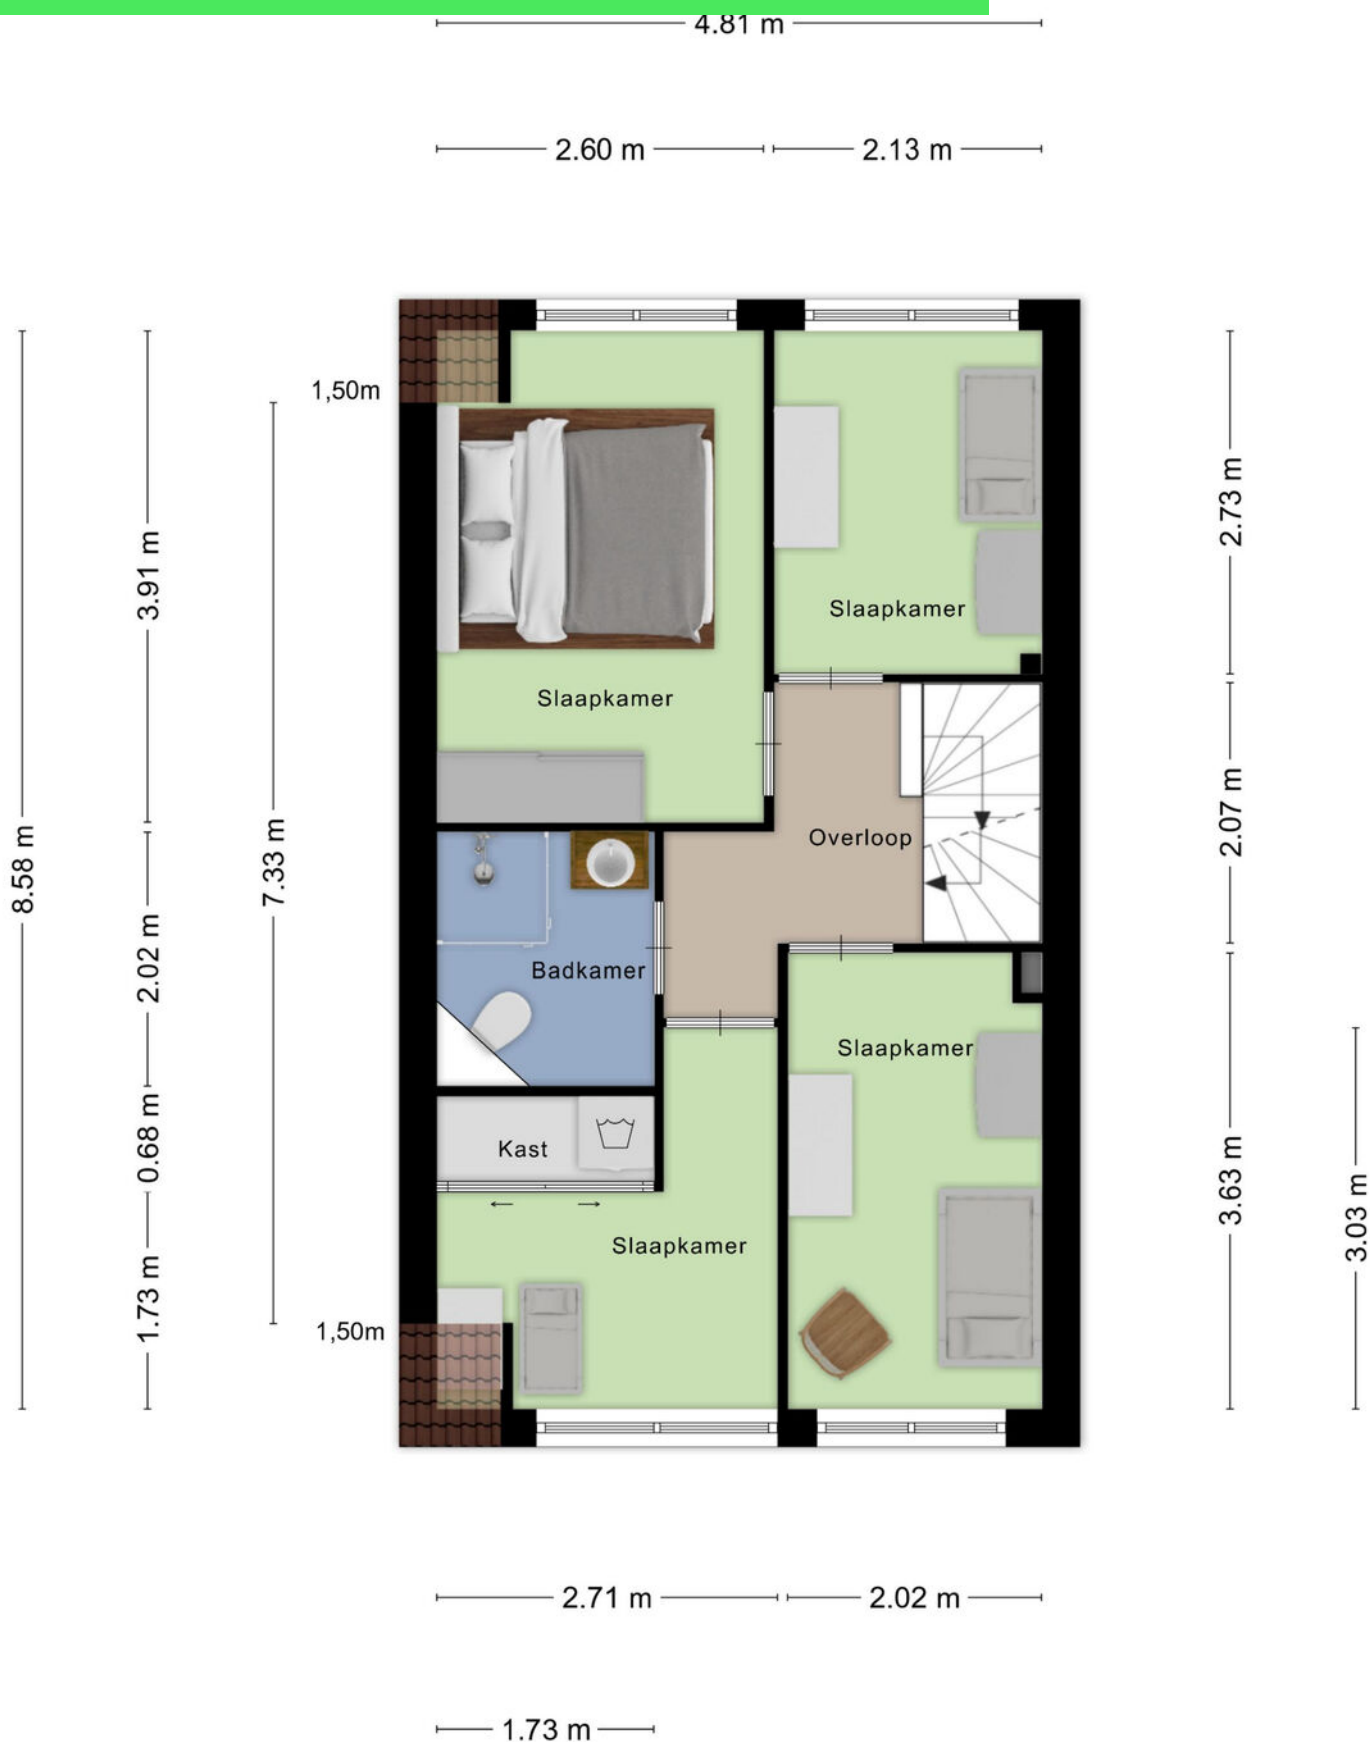 4.81 m
2.60 m
2.13 m
1,50m
2.73 m
3.91 m
Slaapkamer
Slaapkamer
2.07 m
Overloop
8.58 m
7.33 m
2.02 m
Badkamer
Slaapkamer
0.68 m
Kast
3.63 m
3.03 m
Slaapkamer
1.73 m
1,50m
2.71 m
2.02 m
1.73 m